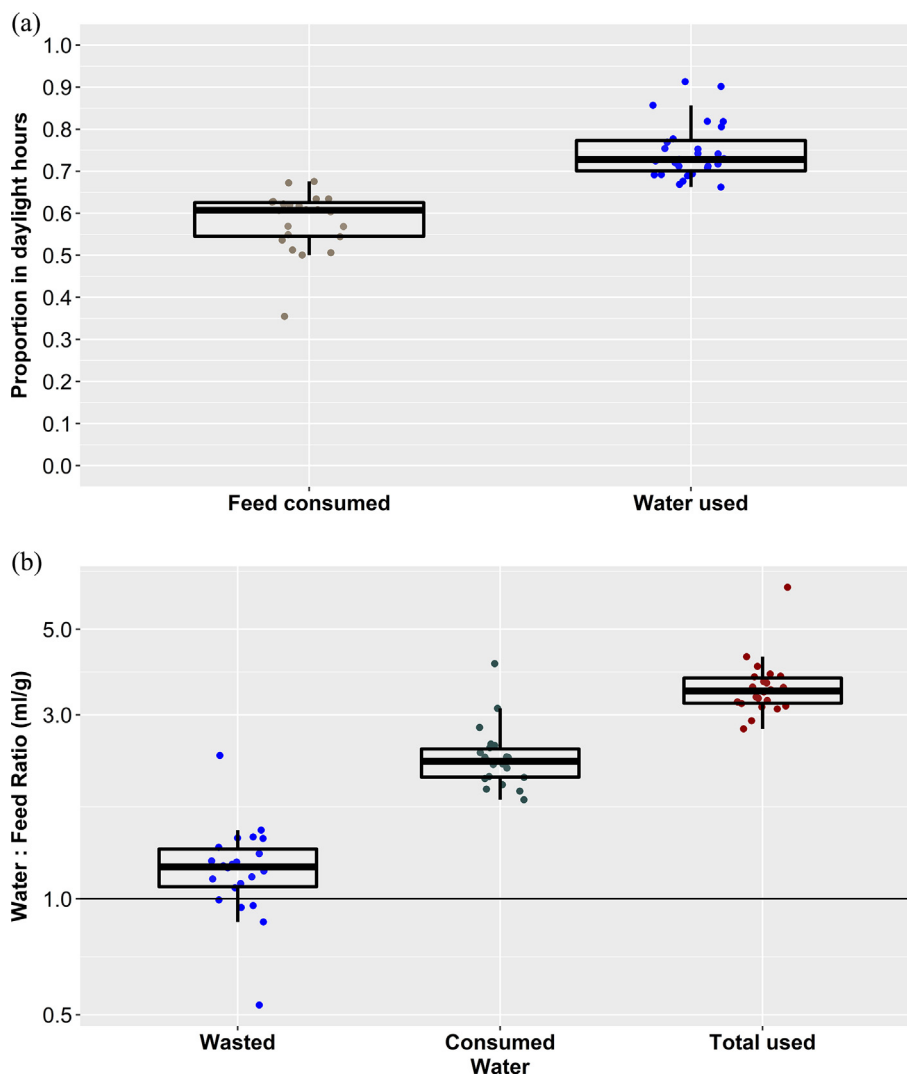 (a)
Proportion in daylight hours
1.0
0.9
0.8
0.7
0.6
0.5
0.4
0.3
0.2
0.1
0.0
Feed consumed
Water used
(b)
Water : Feed Ratio (ml/g)
5.0
3.0
1.0
0.5
Wasted
Consumed
Total used
Water